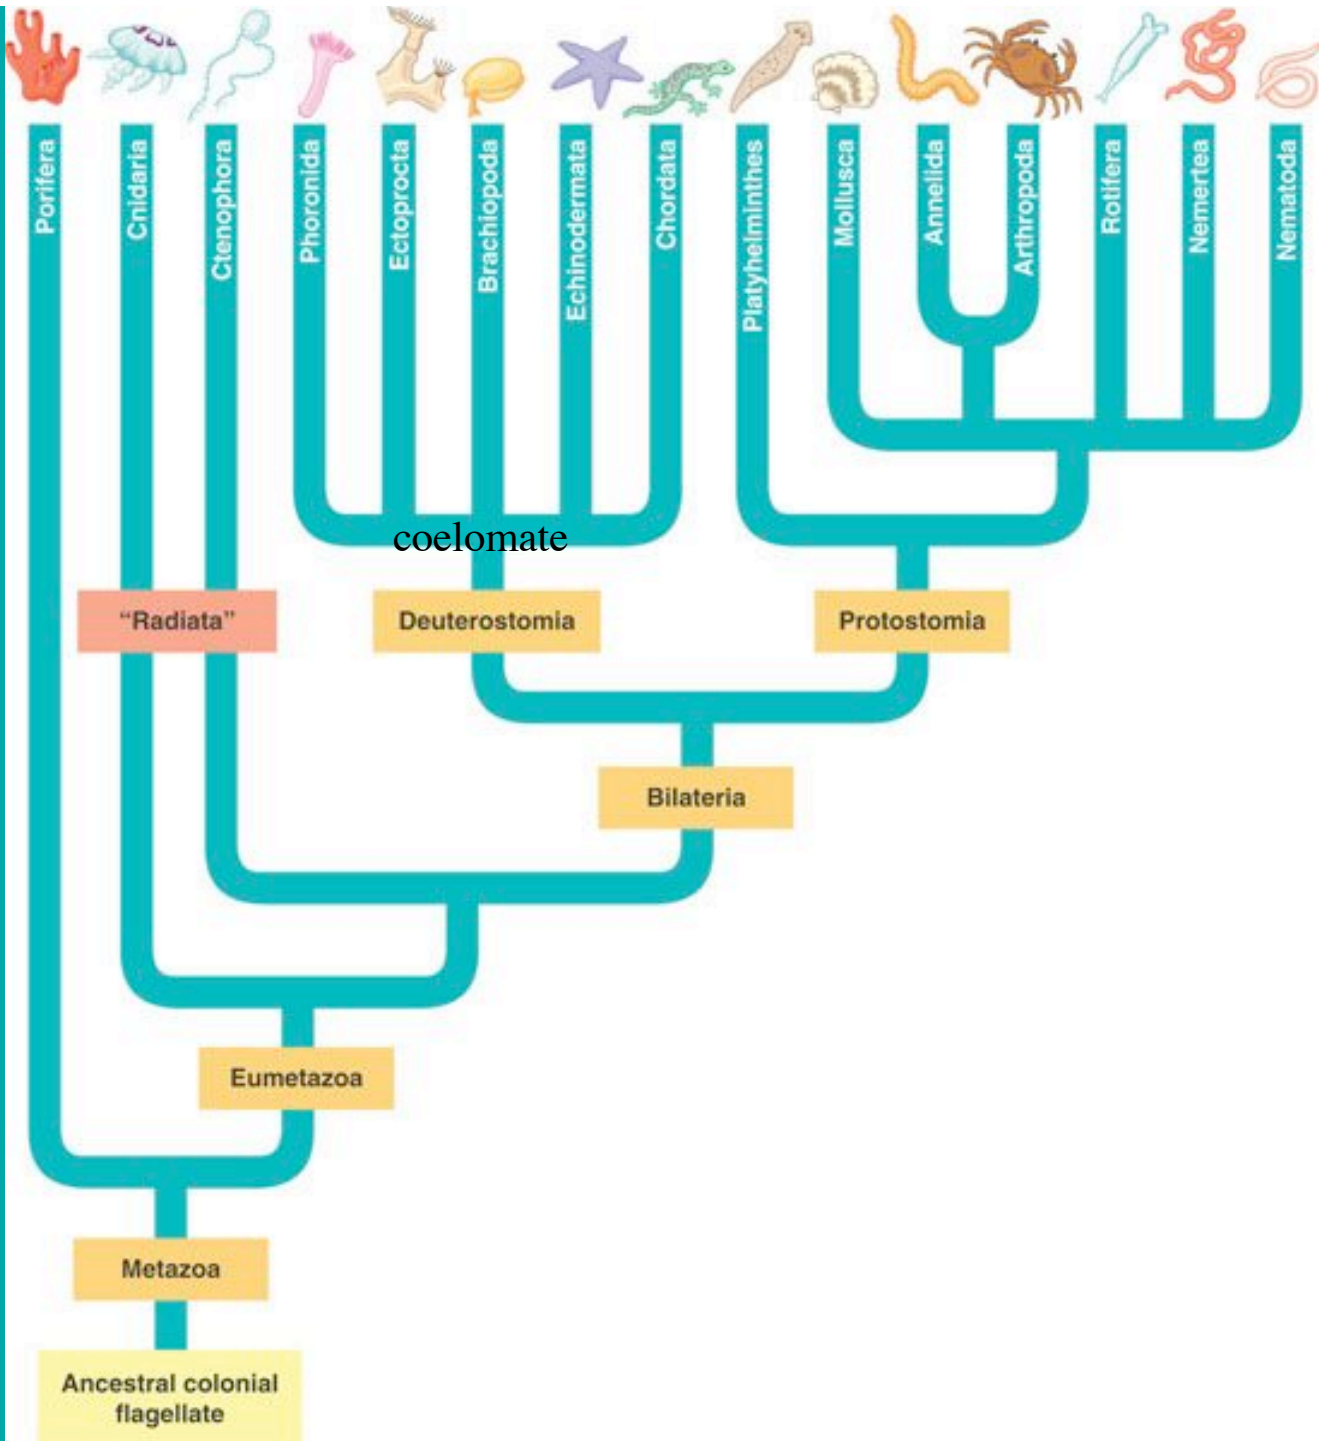 Porifera
Cnidaria
Ctenophora
Phoronida
Ectoprocta
Brachiopoda
Echinodermata
Chordata
Platyhelminthes
Mollusca
Annelida
Arthropoda
Rotifera
Nemertea
Nematoda
coelomate
“Radiata”
Deuterostomia
Protostomia
Bilateria
Eumetazoa
Metazoa
Ancestral colonial
flagellate